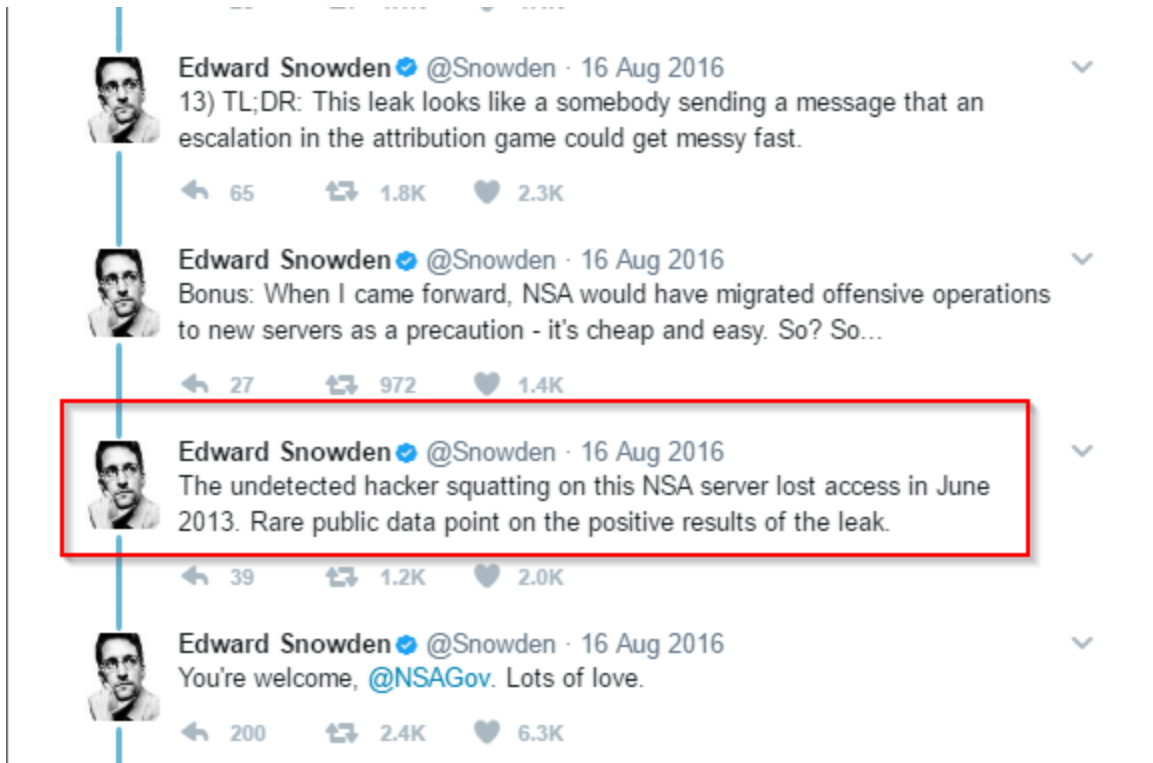 Edward Snowden @Snowden · 16 Aug 2016
13) TL;DR: This leak looks like a somebody sending a message that an
escalation in the attribution game could get messy fast.
65 1.8K 2.3K
Edward Snowden @Snowden · 16 Aug 2016
Bonus: When I came forward, NSA would have migrated offensive operations
to new servers as a precaution - it's cheap and easy. So? So...
27 972 1.4K
Edward Snowden @Snowden · 16 Aug 2016
The undetected hacker squatting on this NSA server lost access in June
2013. Rare public data point on the positive results of the leak.
39 1.2K 2.0K
Edward Snowden @Snowden · 16 Aug 2016
You're welcome, @NSAGov. Lots of love.
200 2.4K 6.3K